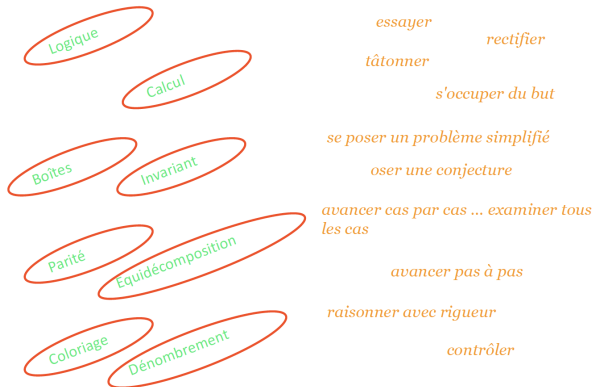 Logique
Calcul
Boîtes
Invariant
Parité
Equidécomposition
Coloriage
Dénombrement
essayer
rectifier
tâtonner
s'occuper du but
se poser un problème simplifié
oser une conjecture
avancer cas par cas ... examiner tous
les cas
avancer pas à pas
raisonner avec rigueur
contrôler